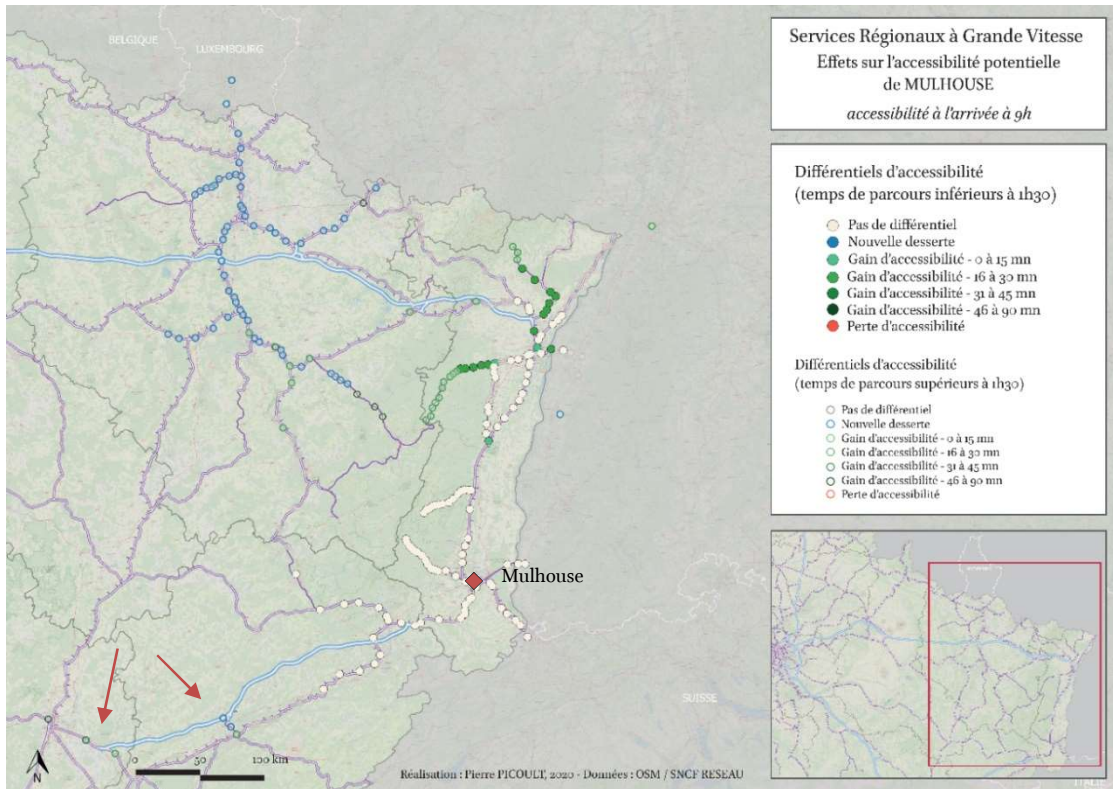 BELGIQUE
LUXEMBOURG
Services Régionaux à Grande Vitesse
Effets sur l'accessibilité potentielle
de MULHOUSE
accessibilité à l'arrivée à 9h
Différentiels d'accessibilité
(temps de parcours inférieurs à 1h30)
Pas de différentiel
Nouvelle desserte
Gain d'accessibilité - 0 à 15 mn
Gain d'accessibilité - 16 à 30 mn
Gain d'accessibilité - 31 à 45 mn
Gain d'accessibilité - 46 à 90 mn
Perte d'accessibilité
Différentiels d'accessibilité
(temps de parcours supérieurs à 1h30)
Pas de différentiel
Nouvelle desserte
Gain d'accessibilité - 0 à 15 mn
Gain d'accessibilité - 16 à 30 mn
Gain d'accessibilité - 31 à 45 mn
Gain d'accessibilité - 46 à 90 mn
Perte d'accessibilité
Mulhouse
SUISSE
N
0 50 100 km
Réalisation : Pierre PICOULT, 2020 - Données : OSM / SNCF RESEAU